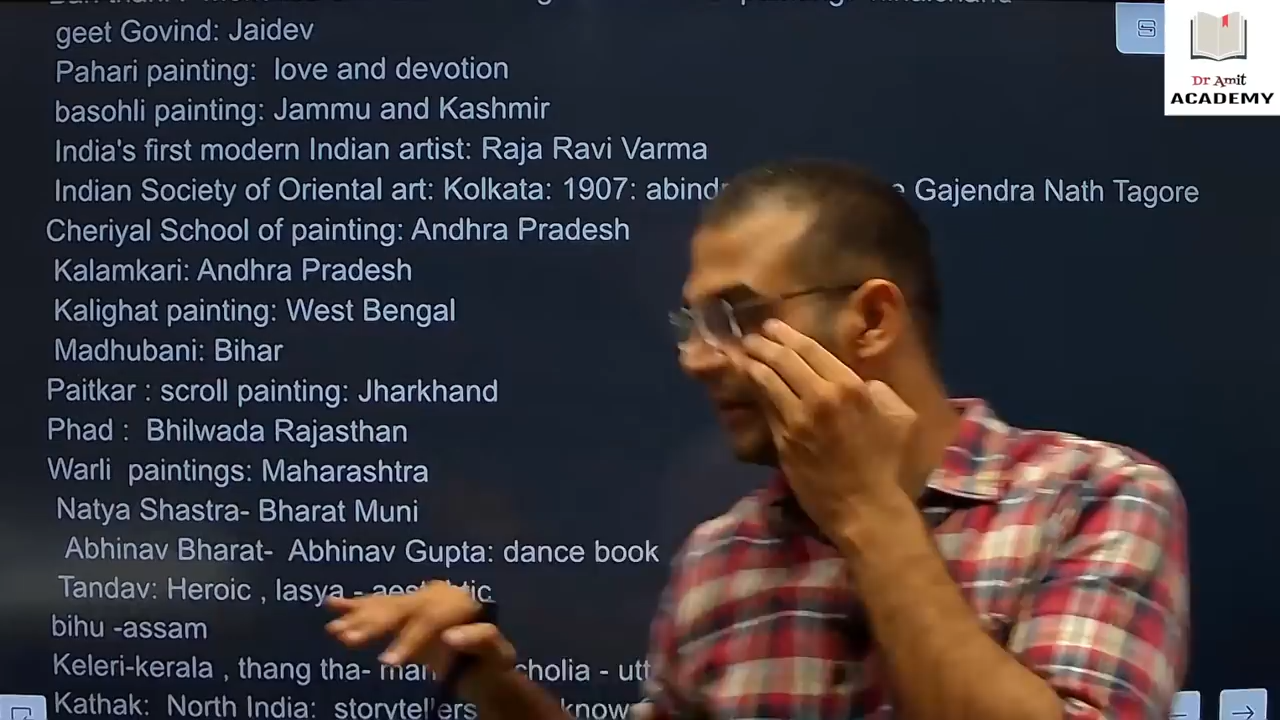 geet Govind: Jaidev
Pahari painting: love and devotion
basohli painting: Jammu and Kashmir
India's first modern Indian artist: Raja Ravi Varma
Indian Society of Oriental art: Kolkata: 1907: Gajendra Nath Tagore
Cheriyal School of painting: Andhra Pradesh
Kalamkari: Andhra Pradesh
Kalighat painting: West Bengal
Madhubani: Bihar
Paitkar : scroll painting: Jharkhand
Phad : Bhilwada Rajasthan
Warli paintings: Maharashtra
Natya Shastra- Bharat Muni
Abhinav Bharat- Abhinav Gupta: dance book
Tandav: Heroic , lasya -
bihu -assam
Keleri-kerala , thang tha-
Kathak: North India: storytellers
Dr Amit
ACADEMY